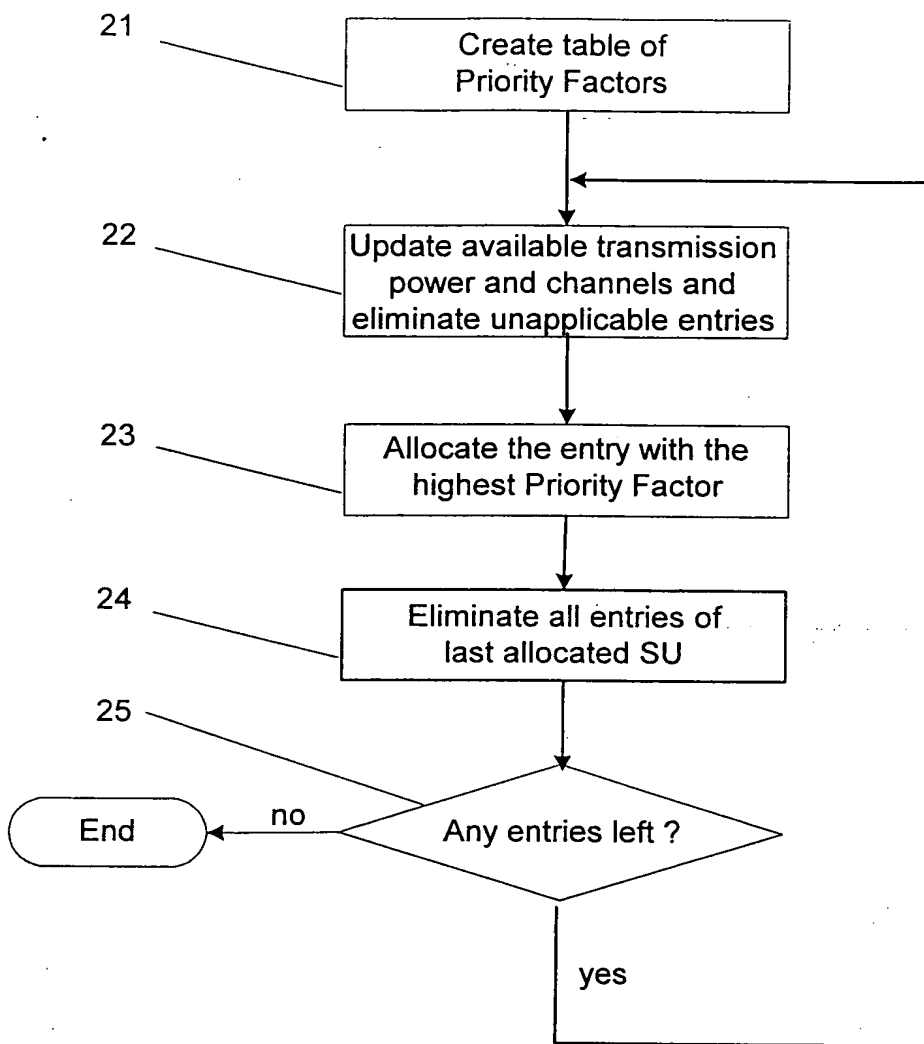 21
Create table of
Priority Factors
22
Update available transmission
power and channels and
eliminate unapplicable entries
23
Allocate the entry with the
highest Priority Factor
24
Eliminate all entries of
last allocated SU
25
Any entries left ?
no
End
yes